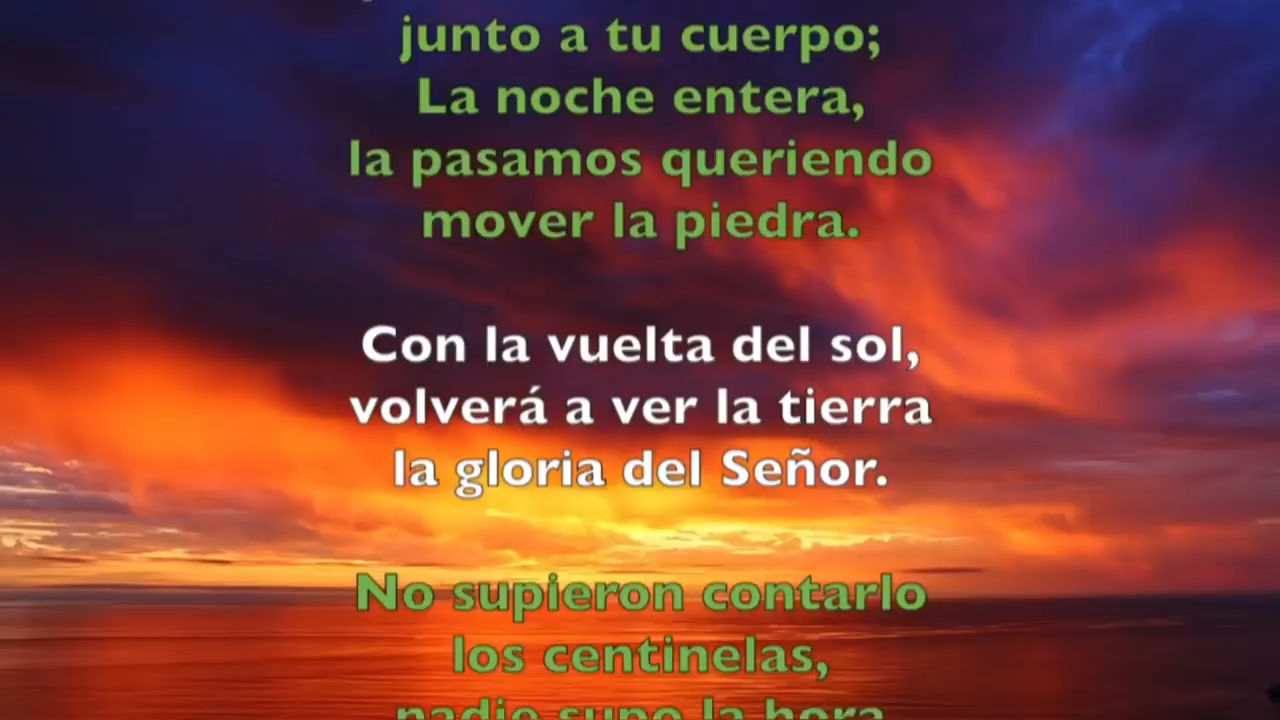 junto a tu cuerpo;
La noche entera,
la pasamos queriendo
mover la piedra.
Con la vuelta del sol,
volverá a ver la tierra
la gloria del Señor.
No supieron contarlo
los centinelas,
nadie supo la hora